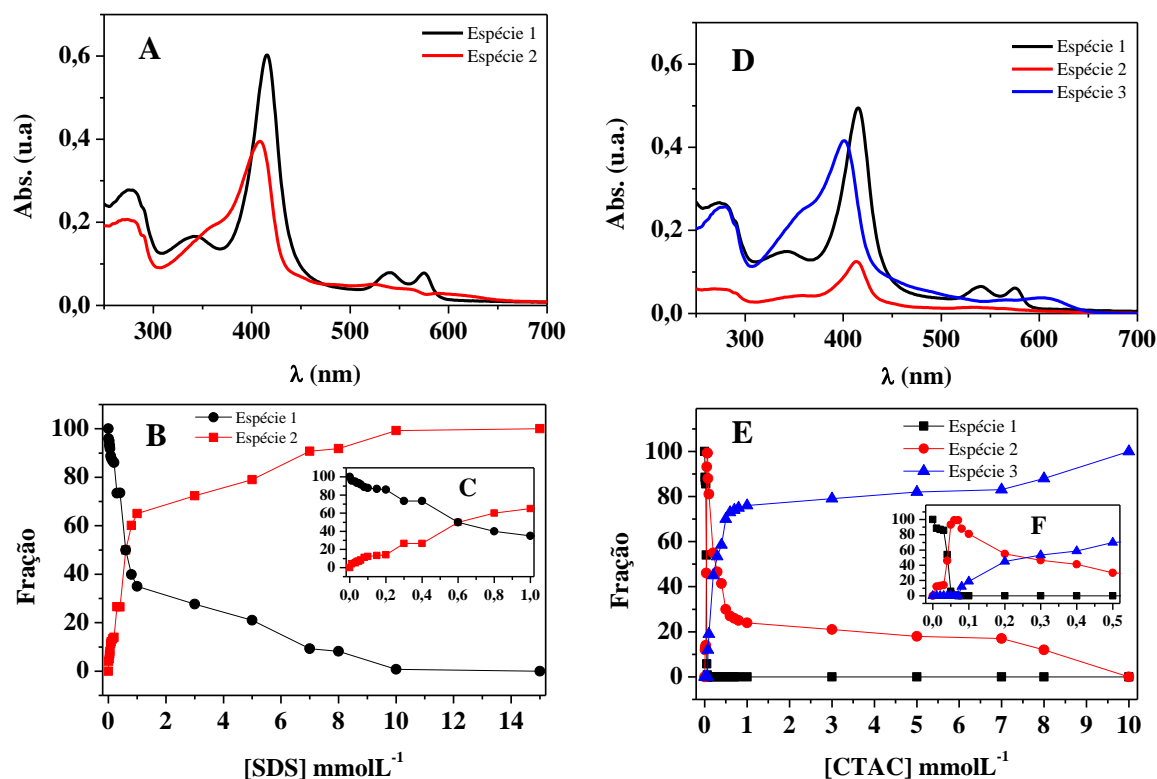 A
Espécie 1
Espécie 2
0,6
0,4
0,2
0,0
Abs. (u.a)
300 400 500 600 700
λ (nm)
D
Espécie 1
Espécie 2
Espécie 3
0,6
0,4
0,2
0,0
Abs. (u.a.)
300 400 500 600 700
λ (nm)
B
Espécie 1
Espécie 2
100
80
60
40
20
0
Fração
C
100
80
60
40
20
0
0,0 0,2 0,4 0,6 0,8 1,0
0 2 4 6 8 10 12 14
[SDS] mmolL⁻¹
E
Espécie 1
Espécie 2
Espécie 3
100
80
60
40
20
0
Fração
F
100
80
60
40
20
0
0,0 0,1 0,2 0,3 0,4 0,5
0 1 2 3 4 5 6 7 8 9 10
[CTAC] mmolL⁻¹